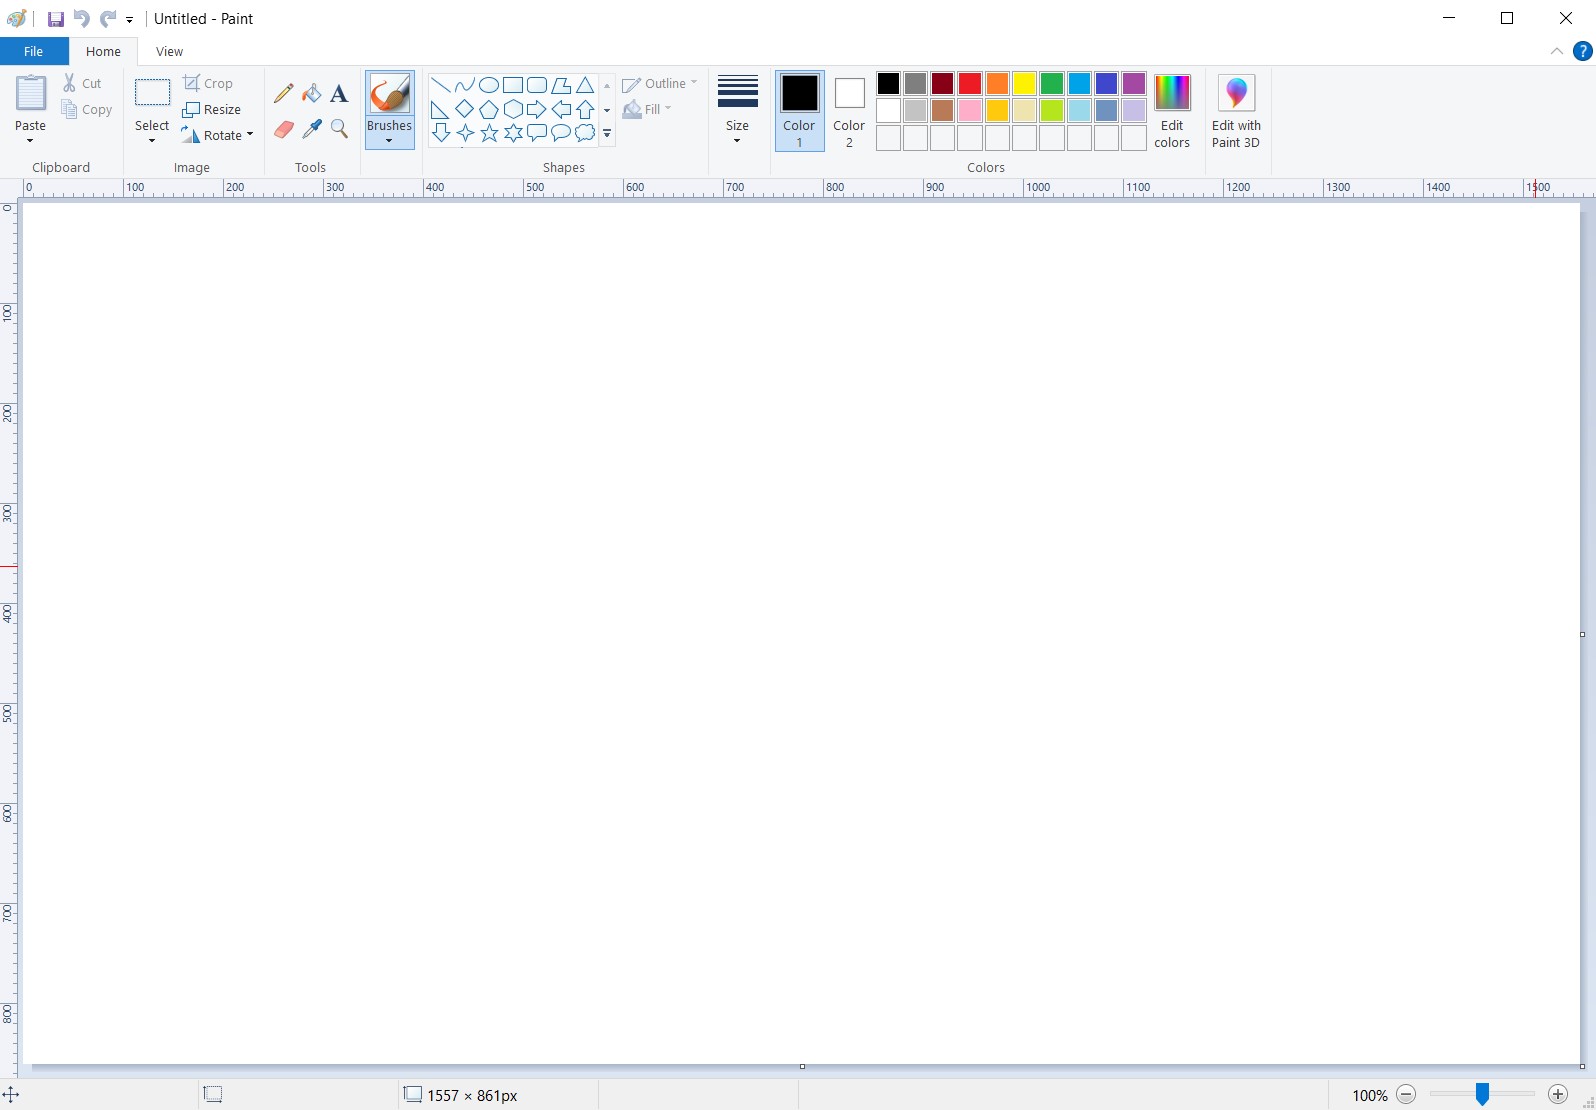 Untitled - Paint
File Home View
Paste Cut Copy Select Crop Resize Rotate A Brushes Outline Fill Size Color 1 Color 2 Edit colors Edit with Paint 3D
Clipboard Image Tools Shapes Colors
0 100 200 300 400 500 600 700 800 900 1000 1100 1200 1300 1400 1500
0
100
200
300
400
500
600
700
800
1557 × 861px 100%